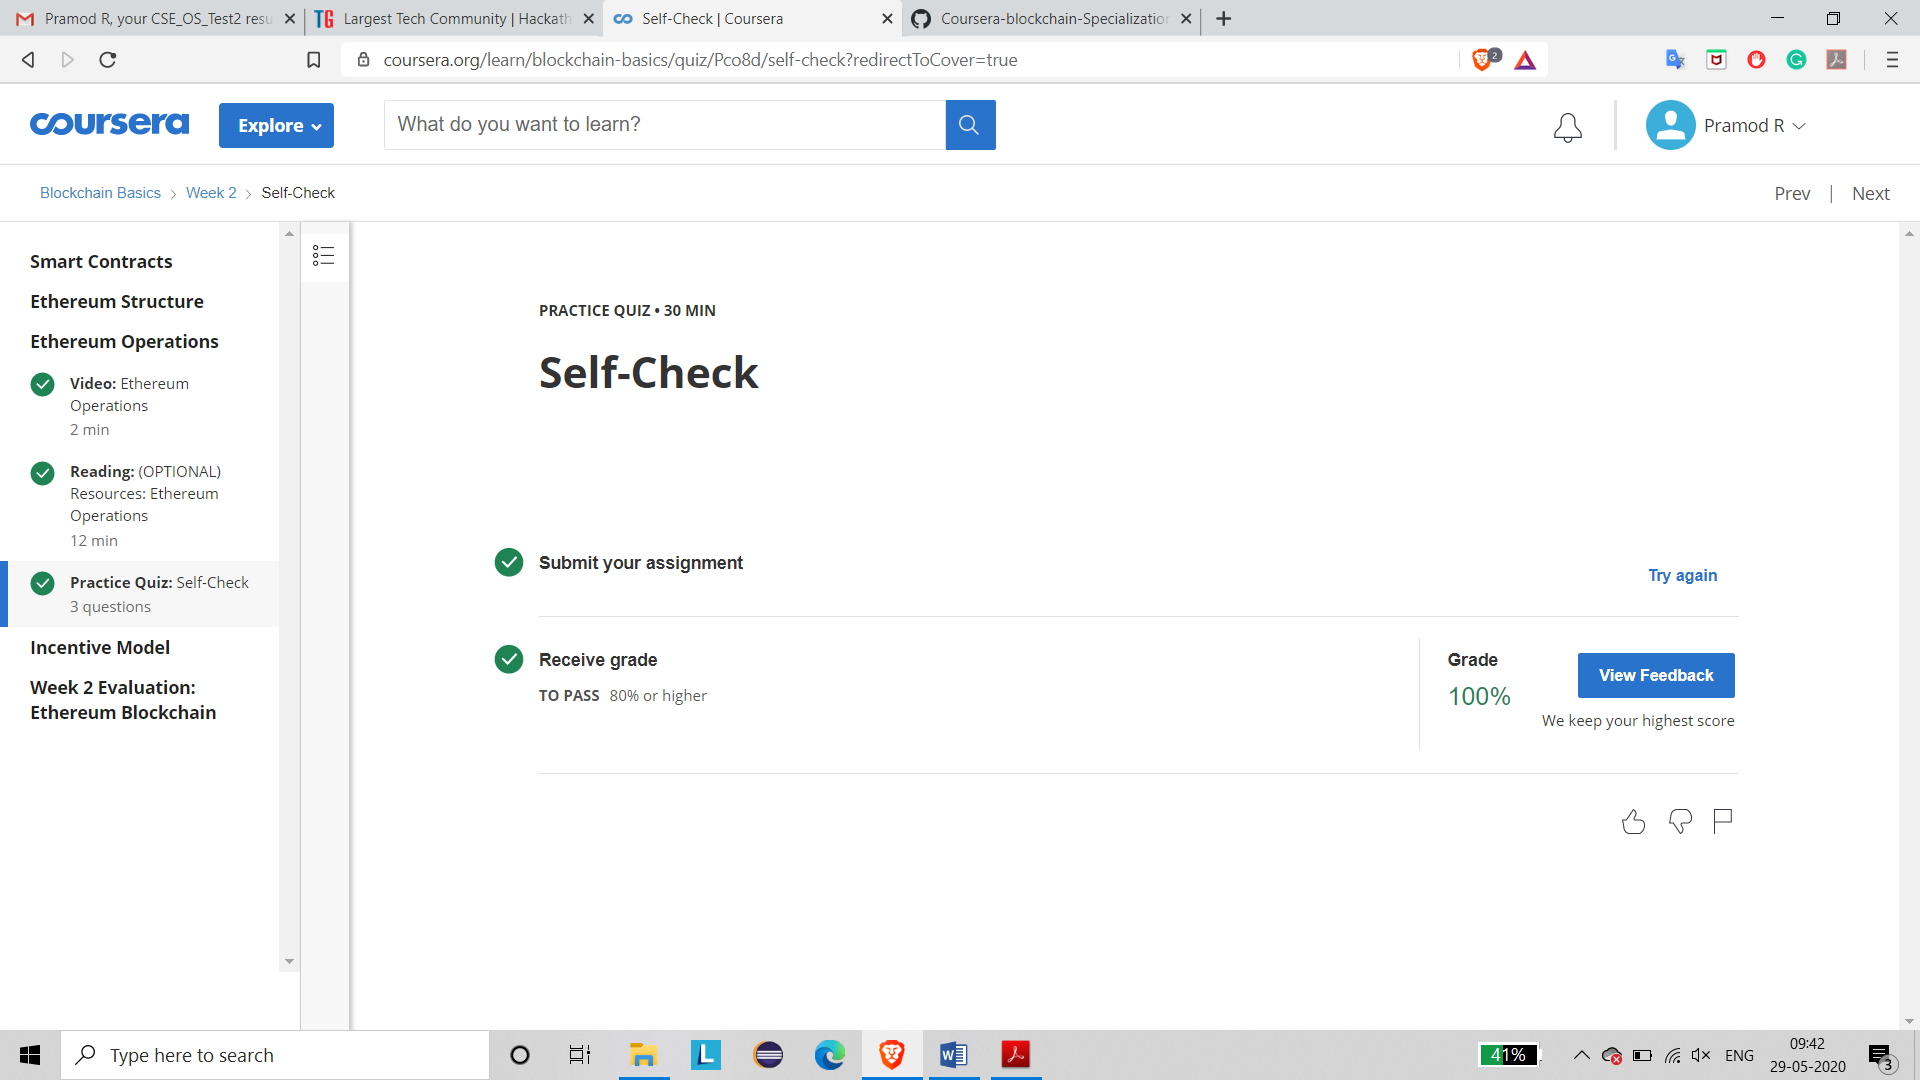 Pramod R, your CSE_OS_Test2 resu
Largest Tech Community | Hackath
Self-Check | Coursera
Coursera-blockchain-Specialization
coursera.org/learn/blockchain-basics/quiz/Pco8d/self-check?redirectToCover=true
2
coursera
Explore
What do you want to learn?
Pramod R
Blockchain Basics
Week 2
Self-Check
Prev | Next
Smart Contracts
Ethereum Structure
Ethereum Operations
Video: Ethereum
Operations
2 min
Reading: (OPTIONAL)
Resources: Ethereum
Operations
12 min
Practice Quiz: Self-Check
3 questions
Incentive Model
Week 2 Evaluation:
Ethereum Blockchain
PRACTICE QUIZ • 30 MIN
Self-Check
Submit your assignment
Try again
Receive grade
TO PASS 80% or higher
Grade
100%
View Feedback
We keep your highest score
Type here to search
41%
ENG
09:42
29-05-2020
3